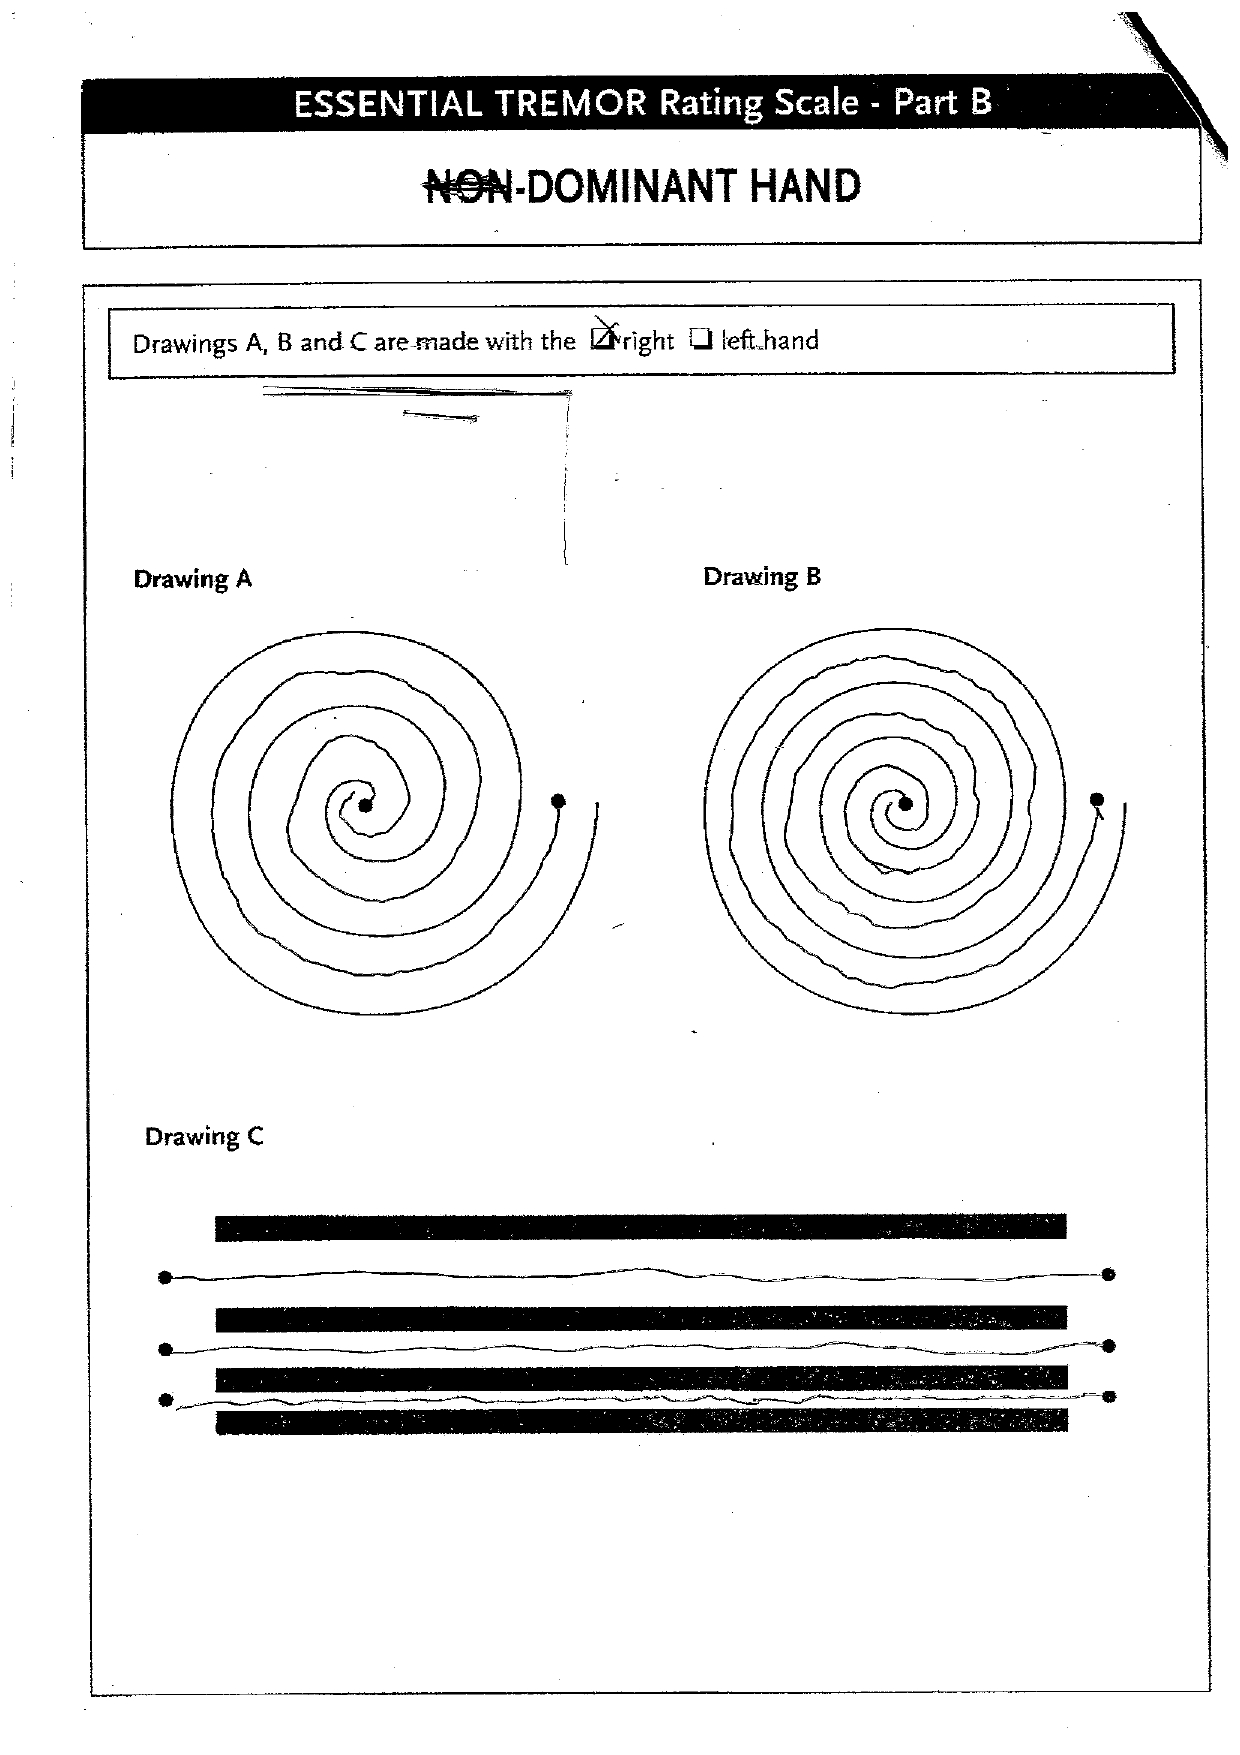 ESSENTIAL TREMOR Rating Scale - Part B
NON-DOMINANT HAND
Drawings A, B and C are made with the right left hand
Drawing A
Drawing B
Drawing C